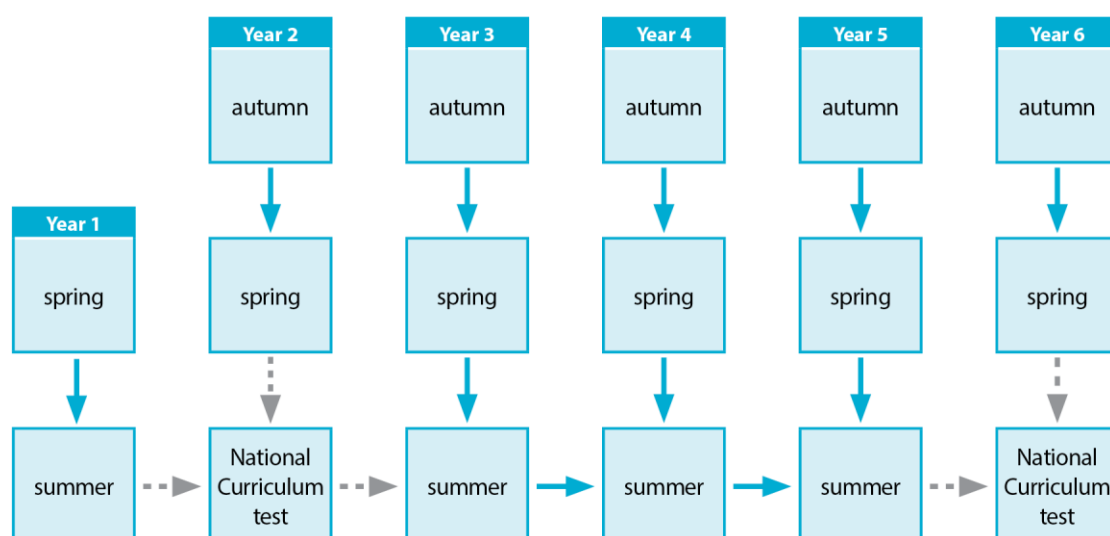 Year 2
Year 3
Year 4
Year 5
Year 6
autumn
autumn
autumn
autumn
autumn
Year 1
spring
spring
spring
spring
spring
spring
summer
National
Curriculum
test
summer
summer
summer
National
Curriculum
test